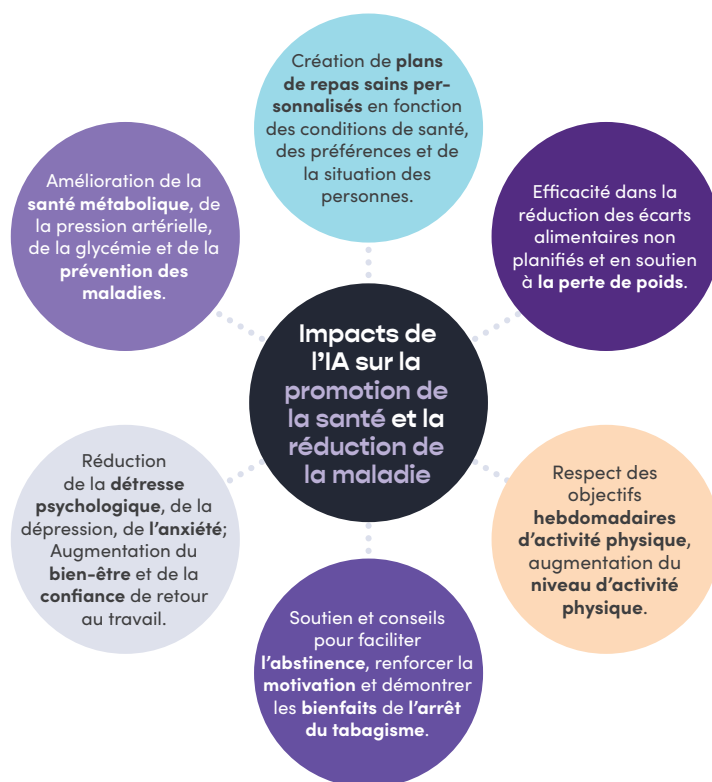 Création de plans
de repas sains per-
sonnalisés en fonction
des conditions de santé,
des préférences et de
la situation des
personnes.
Amélioration de la
santé métabolique, de
la pression artérielle,
de la glycémie et de la
prévention des
maladies.
Efficacité dans la
réduction des écarts
alimentaires non
planifiés et en soutien
à la perte de poids.
Impacts de
l'IA sur la
promotion de
la santé et la
réduction de
la maladie
Réduction
de la détresse
psychologique, de la
dépression, de l'anxiété;
Augmentation du
bien-être et de la
confiance de retour
au travail.
Respect des
objectifs
hebdomadaires
d'activité physique,
augmentation du
niveau d'activité
physique.
Soutien et conseils
pour faciliter
l'abstinence, renforcer la
motivation et démontrer
les bienfaits de l'arrêt
du tabagisme.